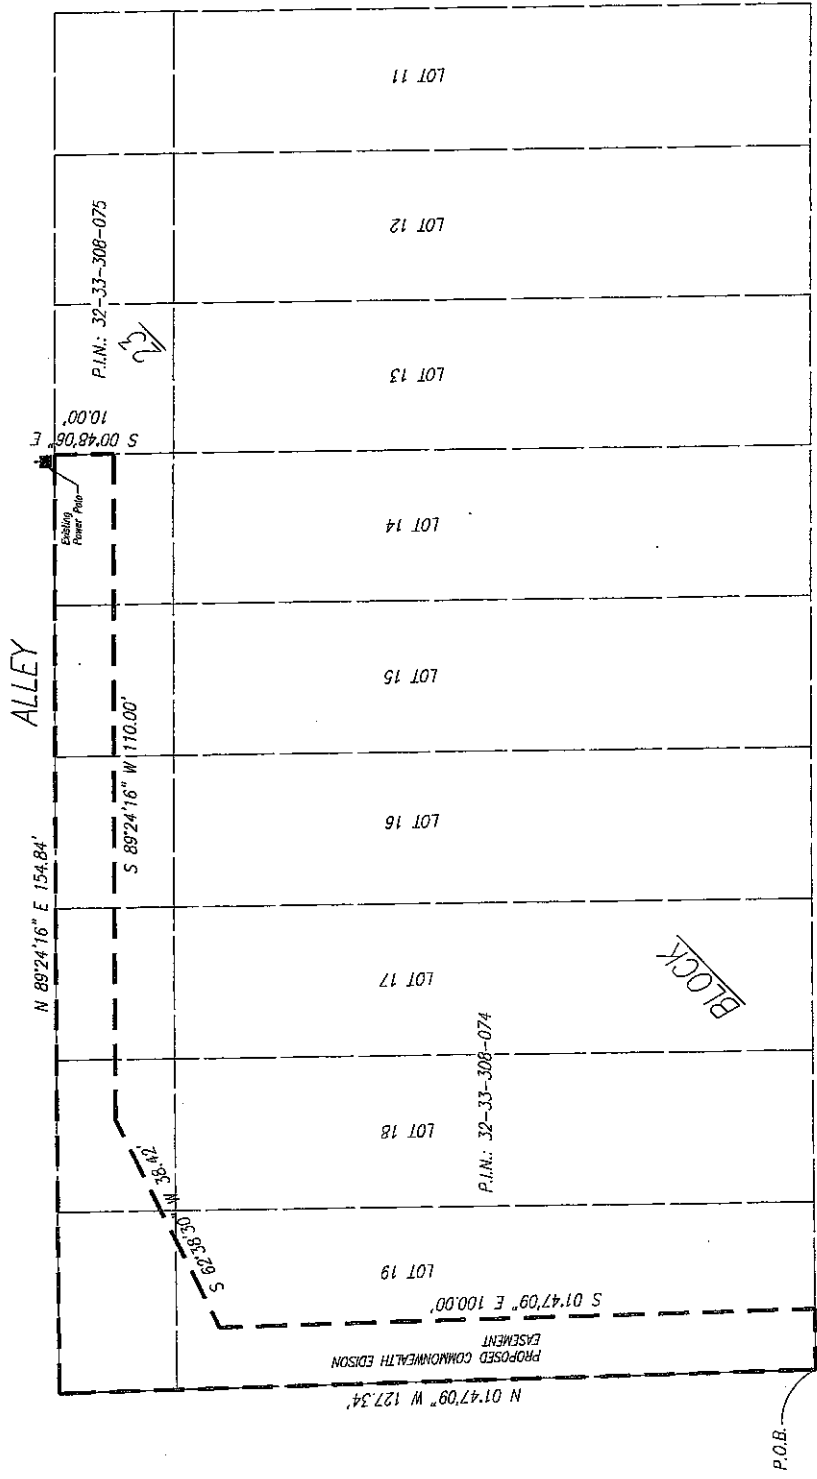 ALLEY
N 89°24'16" E 154.84'
S 89°24'16" W 110.00'
S 00°48'06" E
10.00'
Existing
Power Pole
P.I.N.: 32-33-308-075
23
LOT 11
LOT 12
LOT 13
LOT 14
LOT 15
LOT 16
LOT 17
LOT 18
LOT 19
BLOCK
P.I.N.: 32-33-308-074
S 62°38'30" W 38.42'
S 01°47'09" E 100.00'
PROPOSED COMMONWEALTH EDISON
EASEMENT
N 01°47'09" W 127.34'
P.O.B.